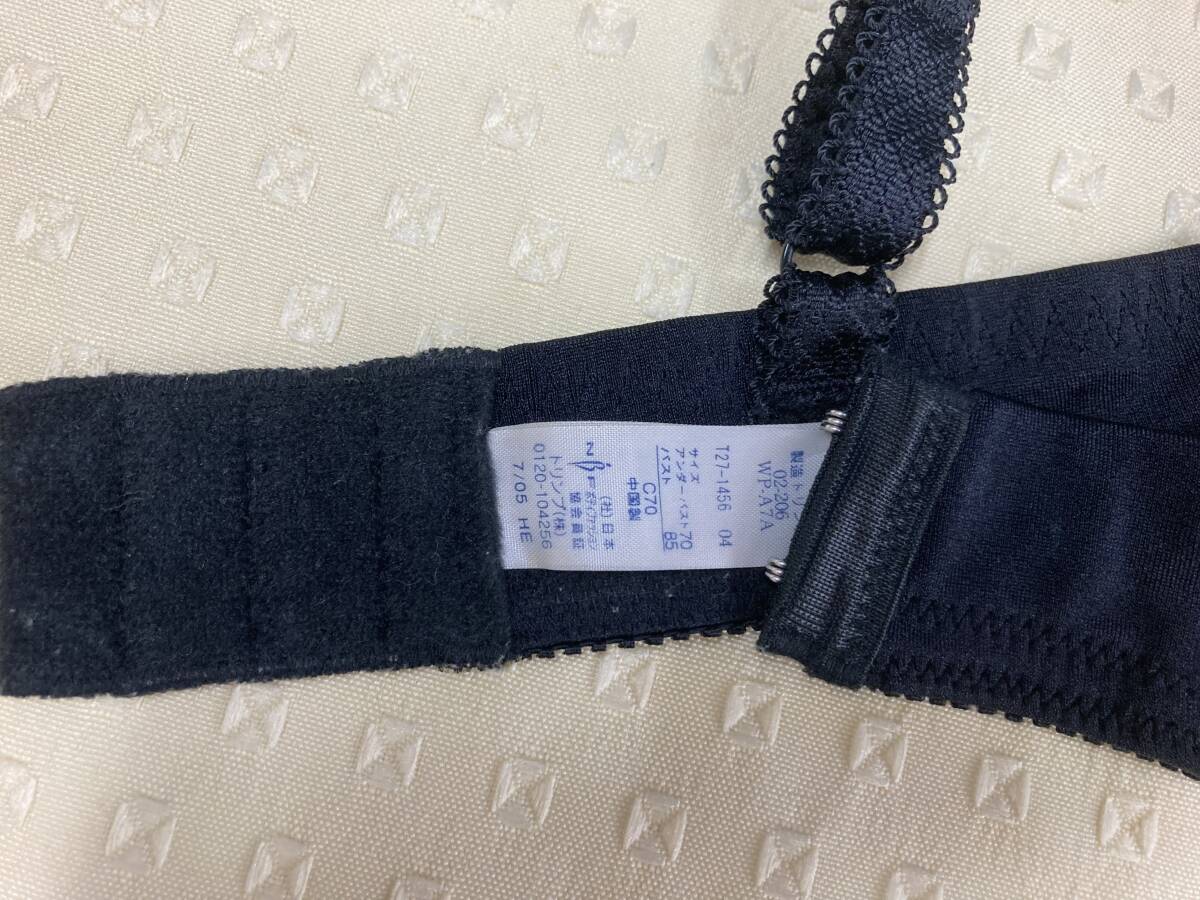 製造トリン
02-206
WP-A7A
T27-1456 04
サイズ
アンダーバスト70
バスト 85
C70
中国製
NBF (社)日本
ボディファッション
協会員証
トリンプ(株)
0120-104256
7/05 HE